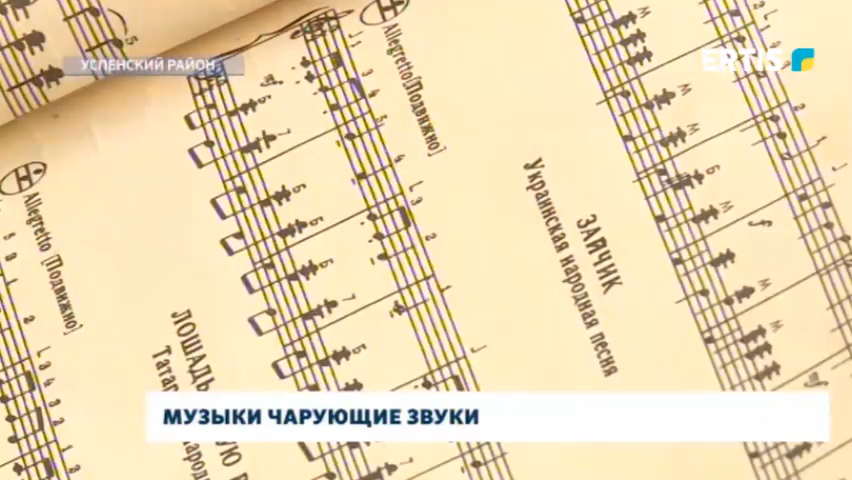 УСПЕНСКИЙ РАЙОН
ERTIS
Allegretto [Подвижно]
Allegretto [Подвижно]
ЗАЙЧИК
Украинская народная песня
ЛОШАДЬ
МУЗЫКИ ЧАРУЮЩИЕ ЗВУКИ